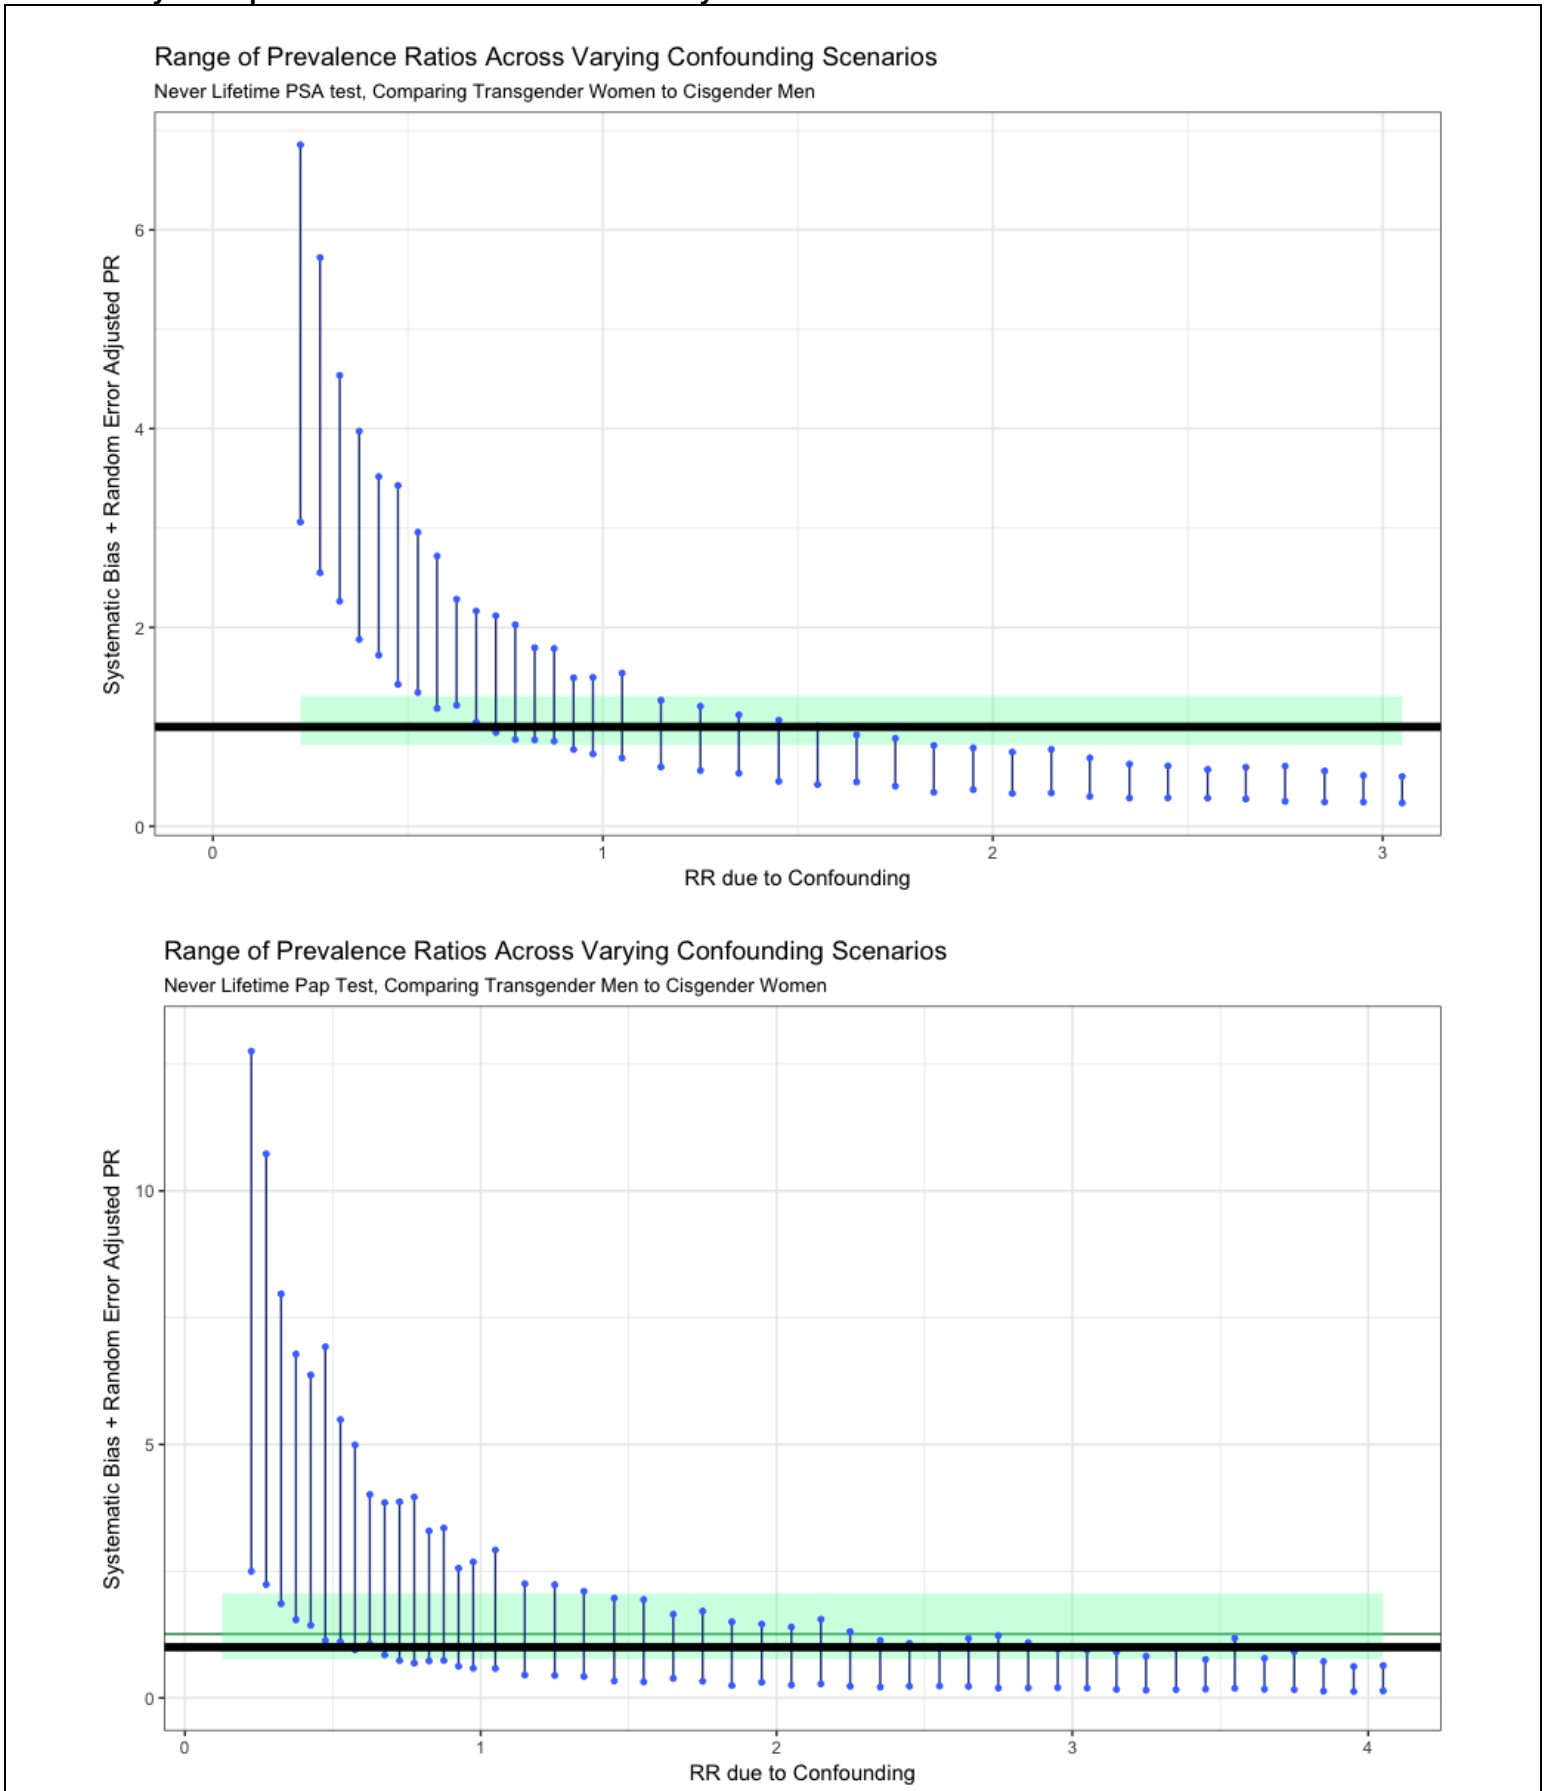 Range of Prevalence Ratios Across Varying Confounding Scenarios
Never Lifetime PSA test, Comparing Transgender Women to Cisgender Men
Systematic Bias + Random Error Adjusted PR
6
4
2
0
0 1 2 3
RR due to Confounding
Range of Prevalence Ratios Across Varying Confounding Scenarios
Never Lifetime Pap Test, Comparing Transgender Men to Cisgender Women
Systematic Bias + Random Error Adjusted PR
10
5
0
0 1 2 3 4
RR due to Confounding